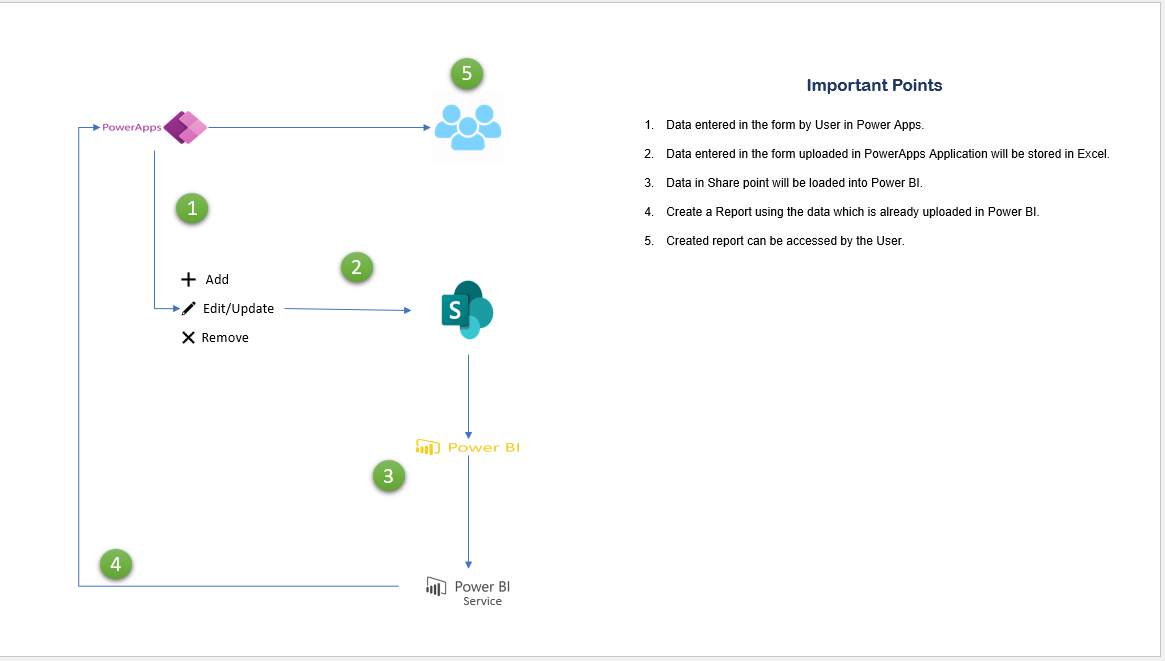 5
PowerApps
1
2
Add
Edit/Update
Remove
S
Power BI
3
4
Power BI
Service
Important Points
1. Data entered in the form by User in Power Apps.
2. Data entered in the form uploaded in PowerApps Application will be stored in Excel.
3. Data in Share point will be loaded into Power BI.
4. Create a Report using the data which is already uploaded in Power BI.
5. Created report can be accessed by the User.